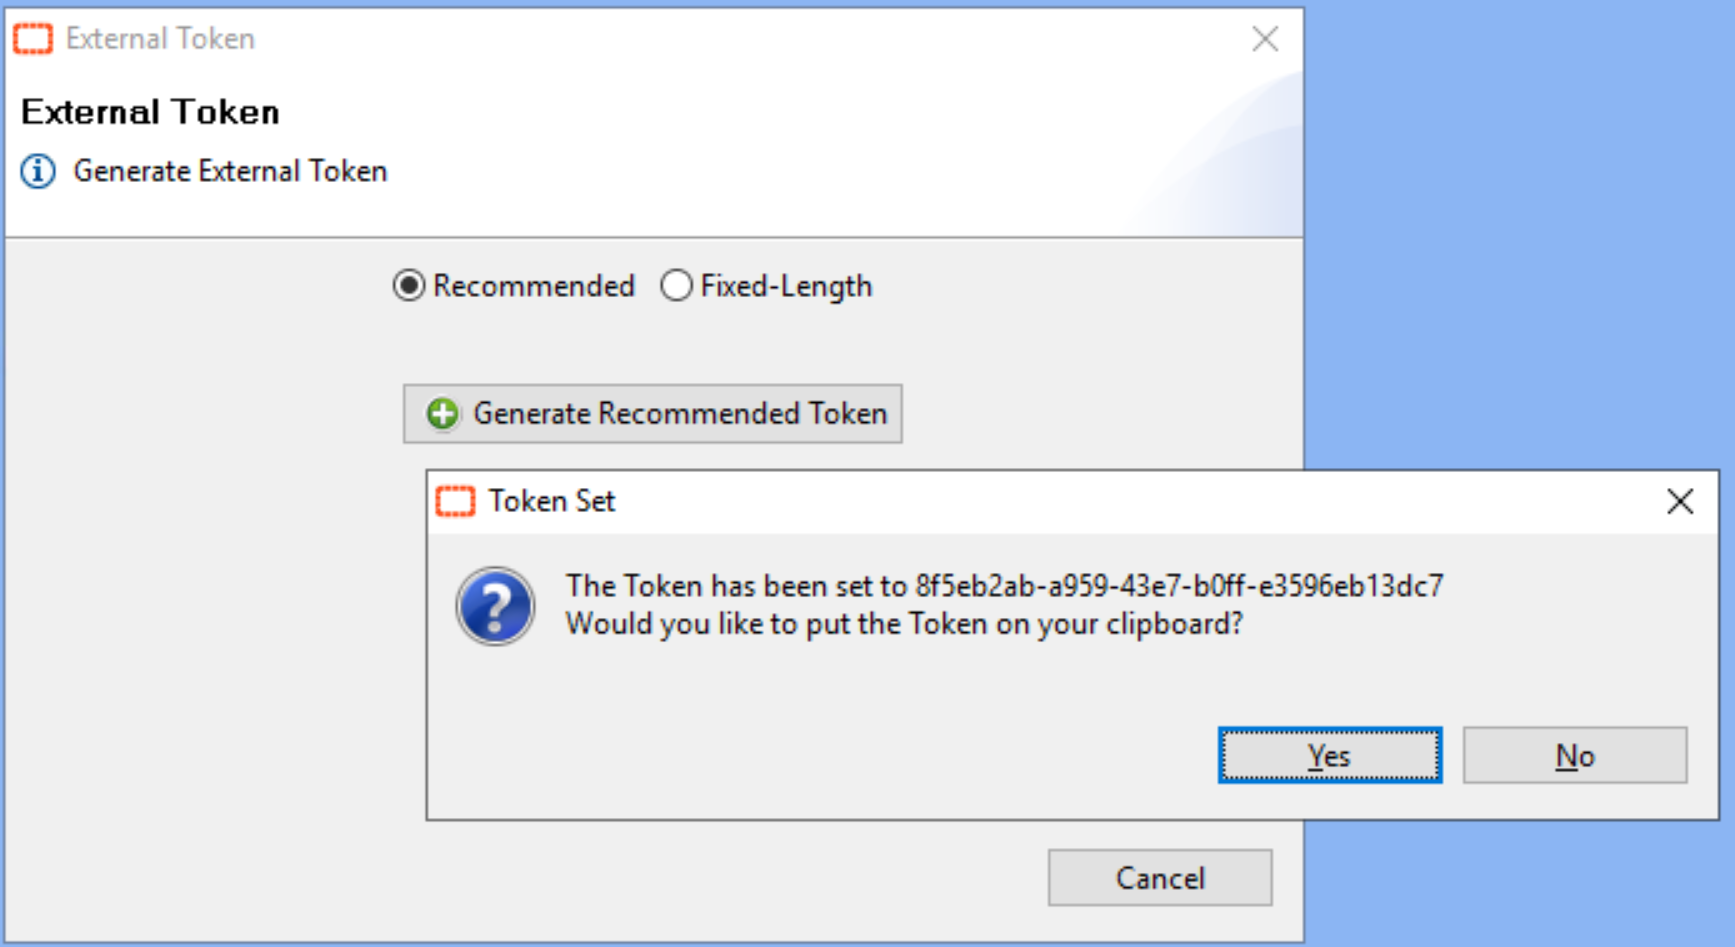 External Token
External Token
Generate External Token
Recommended Fixed-Length
Generate Recommended Token
Token Set
The Token has been set to 8f5eb2ab-a959-43e7-b0ff-e3596eb13dc7
Would you like to put the Token on your clipboard?
Yes No
Cancel